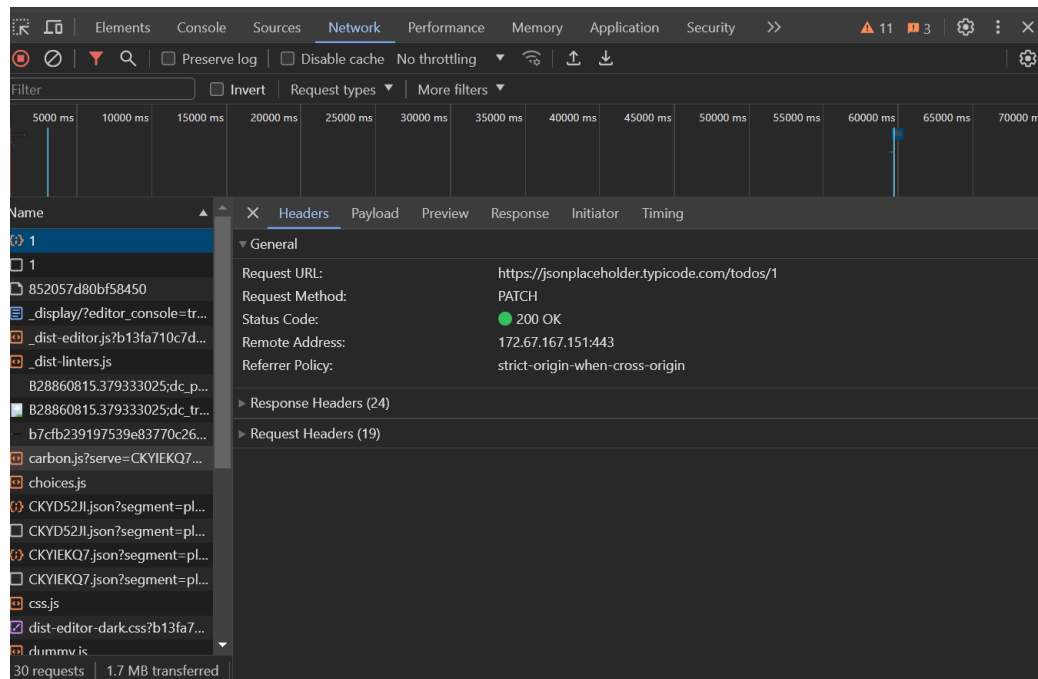 Elements Console Sources Network Performance Memory Application Security 11 3
Preserve log Disable cache No throttling
Filter Invert Request types More filters
5000 ms 10000 ms 15000 ms 20000 ms 25000 ms 30000 ms 35000 ms 40000 ms 45000 ms 50000 ms 55000 ms 60000 ms 65000 ms 70000 m
Name
1
1
852057d80bf58450
_display/?editor_console=tr...
_dist-editor.js?b13fa710c7d...
_dist-linters.js
B28860815.379333025;dc_p...
B28860815.379333025;dc_tr...
b7cfb239197539e83770c26...
carbon.js?serve=CKYIEKQ7...
choices.js
CKYD52JI.json?segment=pl...
CKYD52JI.json?segment=pl...
CKYIEKQ7.json?segment=pl...
CKYIEKQ7.json?segment=pl...
css.js
dist-editor-dark.css?b13fa7...
dummy.js
30 requests 1.7 MB transferred
Headers Payload Preview Response Initiator Timing
General
Request URL: https://jsonplaceholder.typicode.com/todos/1
Request Method: PATCH
Status Code: 200 OK
Remote Address: 172.67.167.151:443
Referrer Policy: strict-origin-when-cross-origin
Response Headers (24)
Request Headers (19)